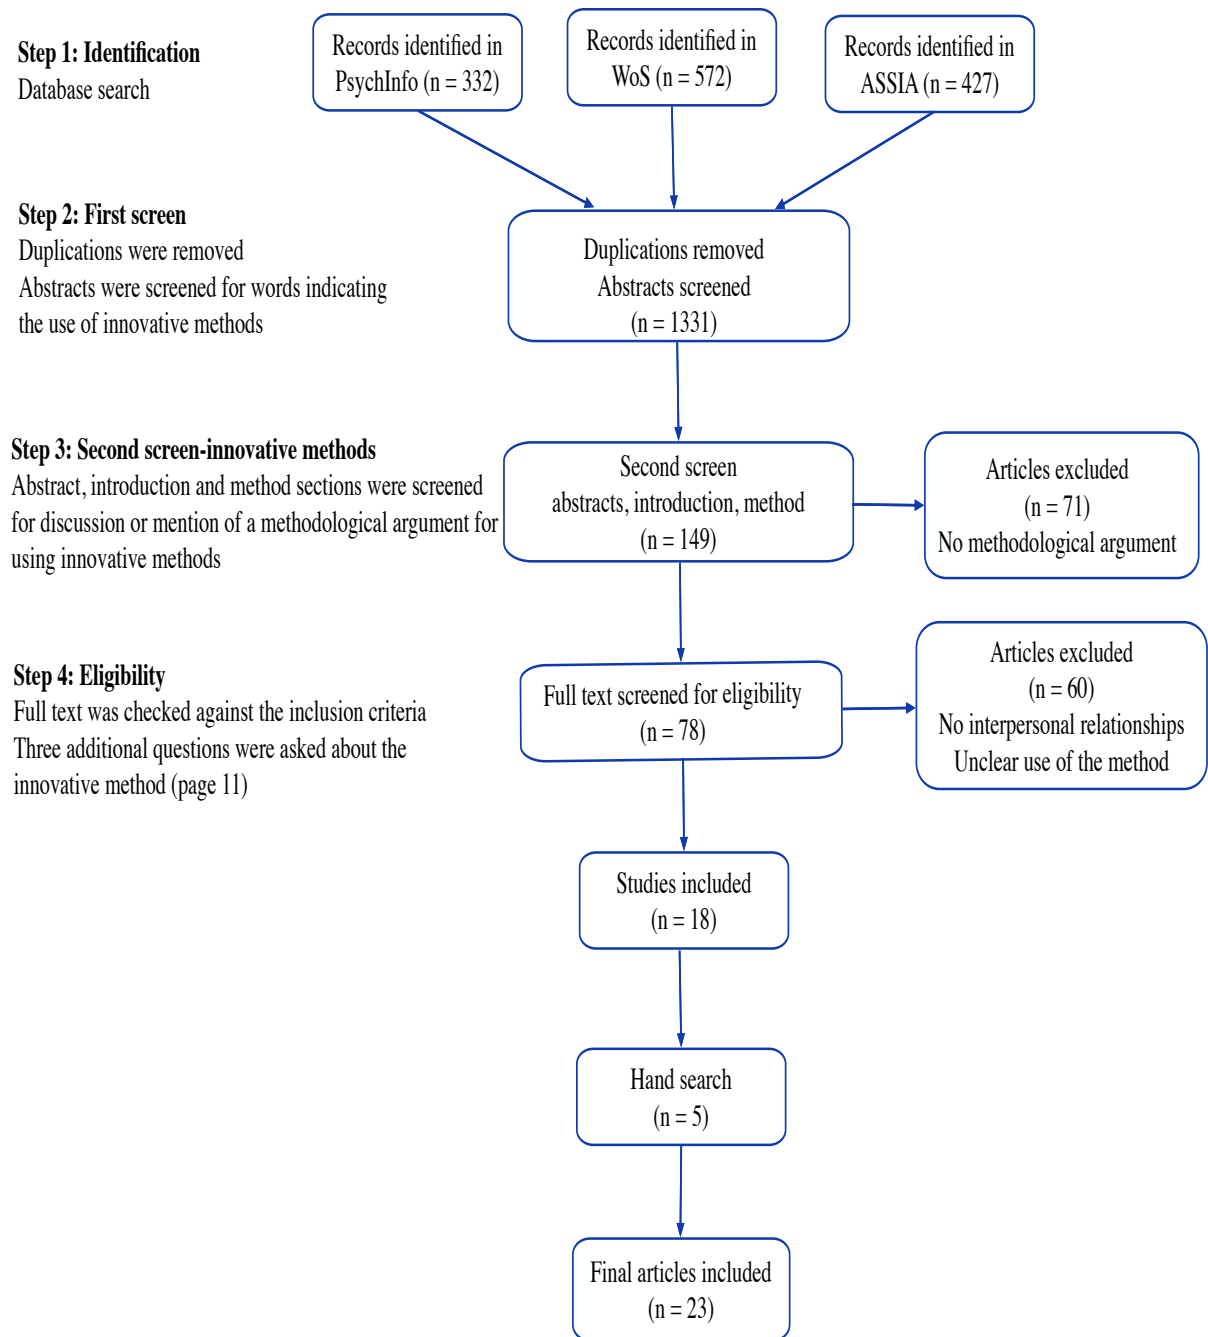 Step 1: Identification
Database search
Records identified in
PsychInfo (n = 332)
Records identified in
WoS (n = 572)
Records identified in
ASSIA (n = 427)
Step 2: First screen
Duplications were removed
Abstracts were screened for words indicating
the use of innovative methods
Duplications removed
Abstracts screened
(n = 1331)
Step 3: Second screen-innovative methods
Abstract, introduction and method sections were screened
for discussion or mention of a methodological argument for
using innovative methods
Second screen
abstracts, introduction, method
(n = 149)
Articles excluded
(n = 71)
No methodological argument
Step 4: Eligibility
Full text was checked against the inclusion criteria
Three additional questions were asked about the
innovative method (page 11)
Full text screened for eligibility
(n = 78)
Articles excluded
(n = 60)
No interpersonal relationships
Unclear use of the method
Studies included
(n = 18)
Hand search
(n = 5)
Final articles included
(n = 23)